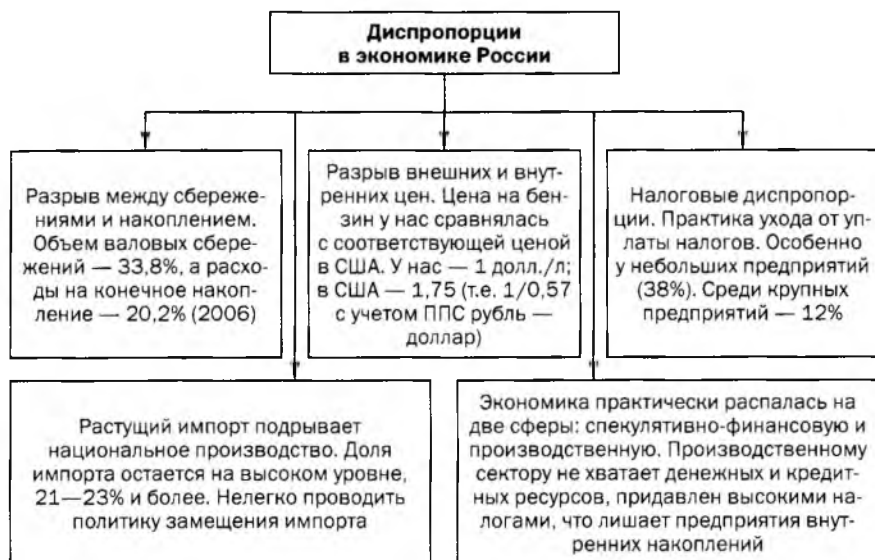 Диспропорции
в экономике России
Разрыв между сбереже-
ниями и накоплением.
Объем валовых сбере-
жений — 33,8%, а расхо-
ды на конечное накоп-
ление — 20,2% (2006)
Разрыв внешних и внут-
ренних цен. Цена на бен-
зин у нас сравнялась
с соответствующей ценой
в США. У нас — 1 долл./л;
в США — 1,75 (т.е. 1/0,57
с учетом ППС рубль —
доллар)
Налоговые диспропор-
ции. Практика ухода от уп-
латы налогов. Особенно
у небольших предприятий
(38%). Среди крупных
предприятий — 12%
Растущий импорт подрывает
национальное производство. Доля
импорта остается на высоком уровне,
21—23% и более. Нелегко проводить
политику замещения импорта
Экономика практически распалась на
две сферы: спекулятивно-финансовую и
производственную. Производственному
сектору не хватает денежных и кредит-
ных ресурсов, придавлен высокими на-
логами, что лишает предприятия внут-
ренних накоплений